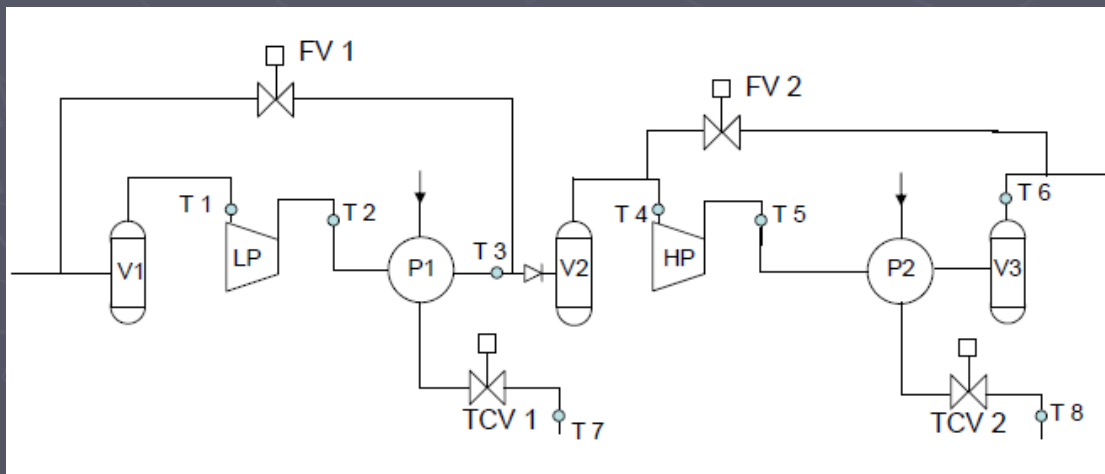 FV 1
FV 2
T 1
T 2
T 3
T 4
T 5
T 6
V1
LP
P1
V2
HP
P2
V3
TCV 1
T 7
TCV 2
T 8